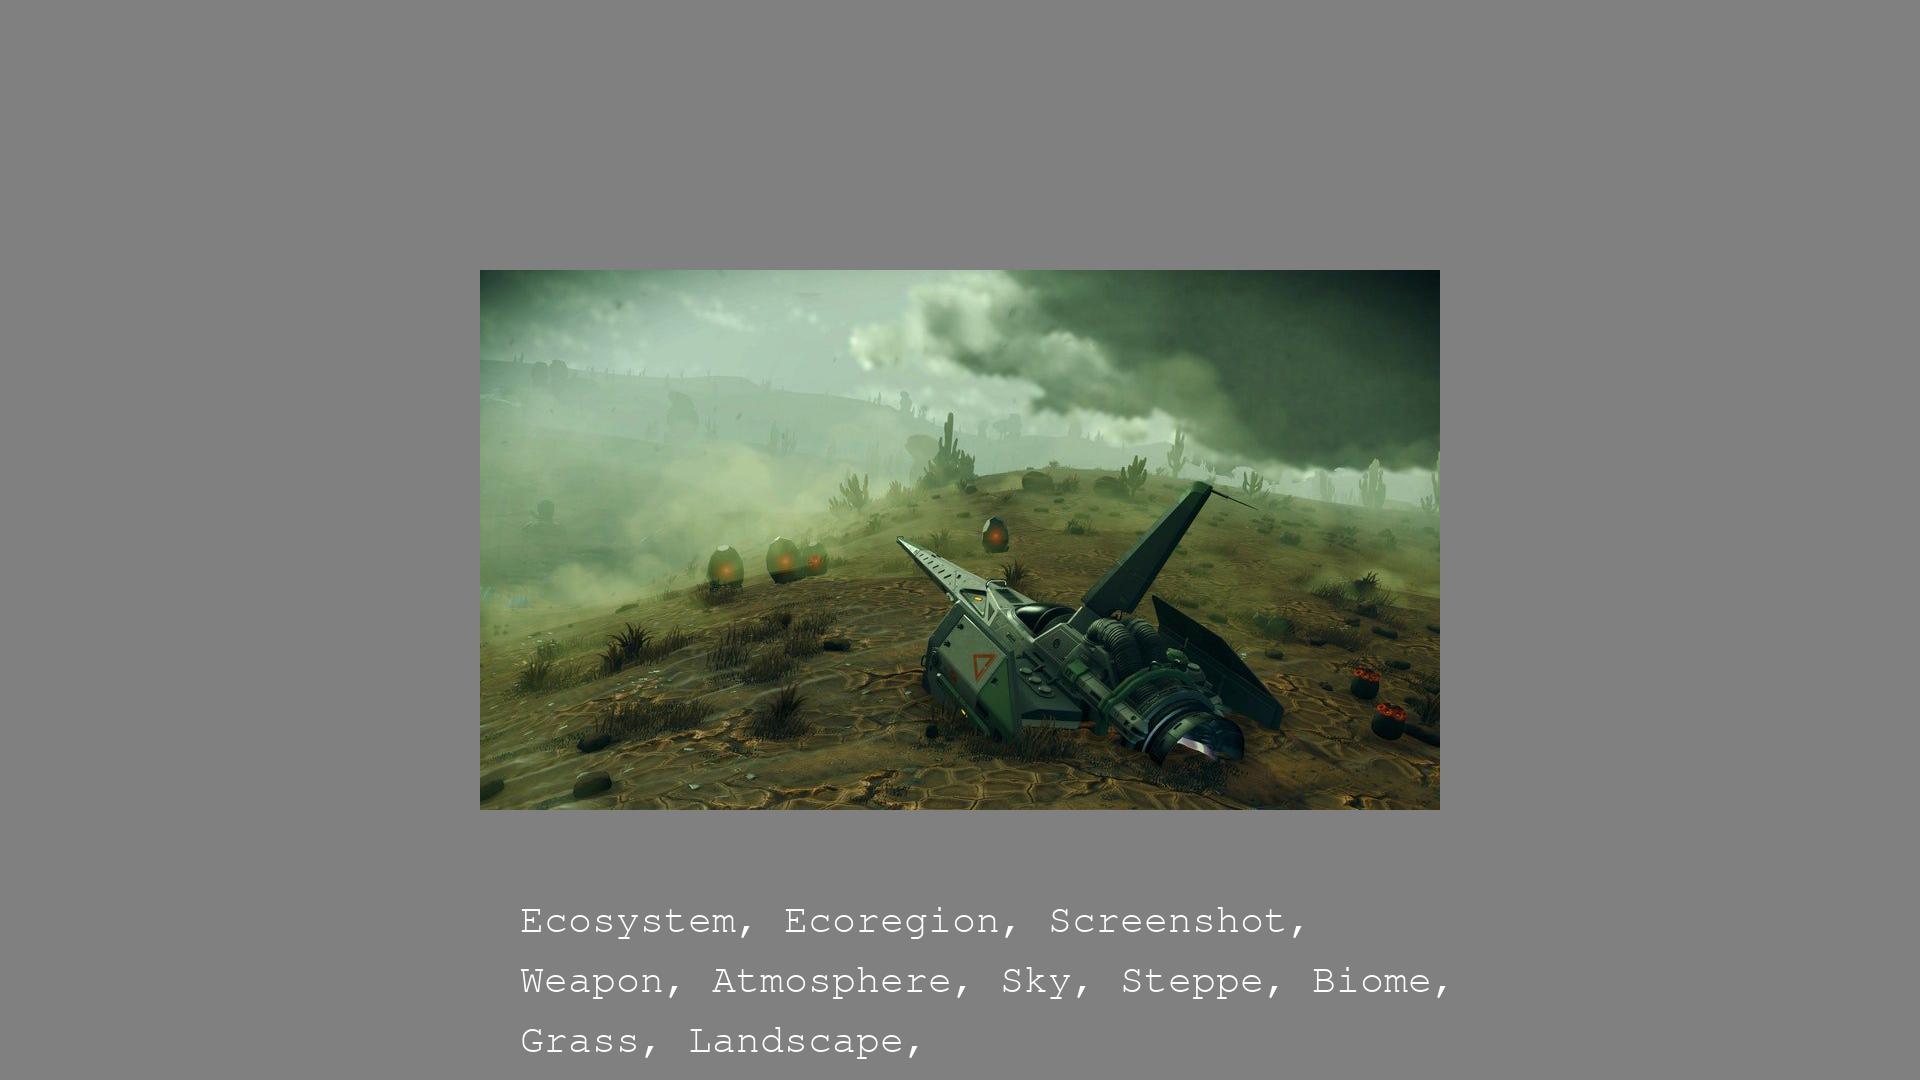 Ecosystem, Ecoregion, Screenshot,
Weapon, Atmosphere, Sky, Steppe, Biome,
Grass, Landscape,